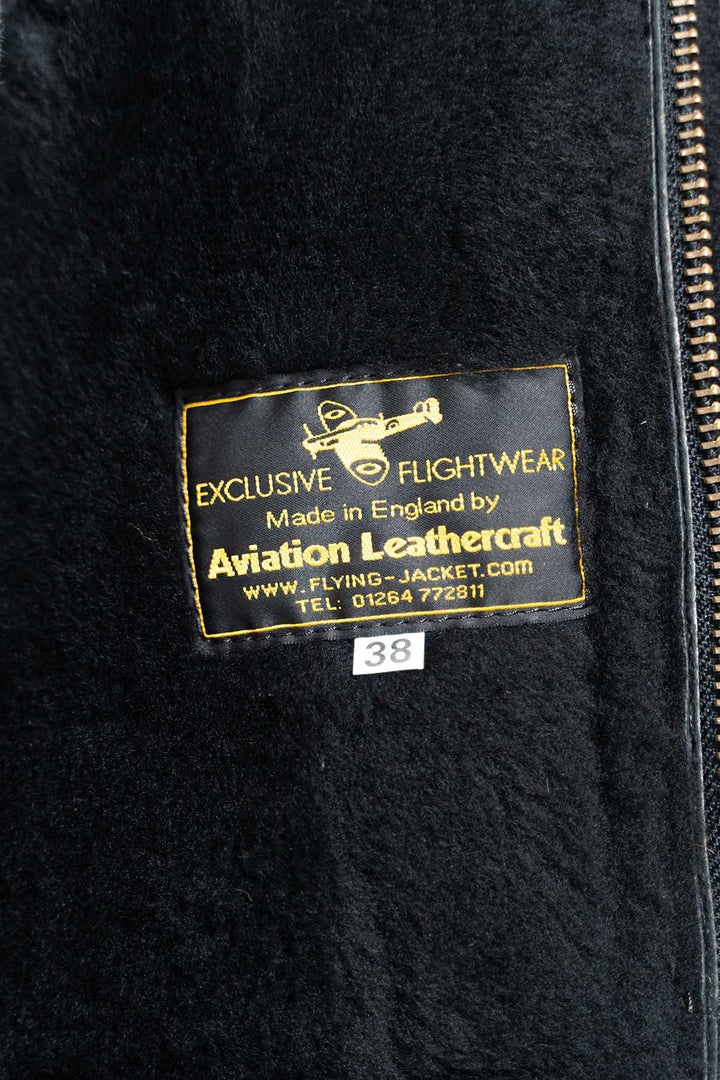 EXCLUSIVE FLIGHTWEAR
Made in England by
Aviation Leathercraft
WWW.FLYING-JACKET.COM
TEL: 01264 772811
38